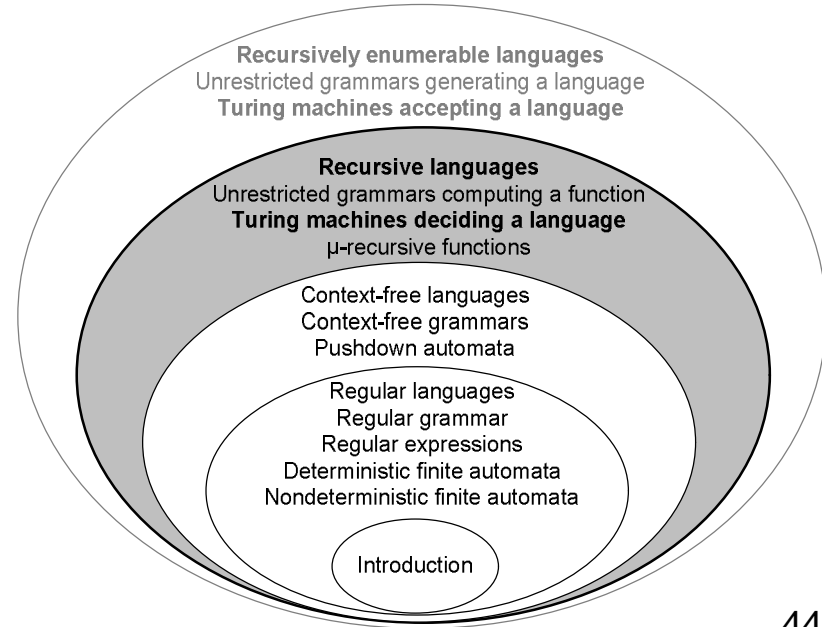 Recursively enumerable languages
Unrestricted grammars generating a language
Turing machines accepting a language
Recursive languages
Unrestricted grammars computing a function
Turing machines deciding a language
μ-recursive functions
Context-free languages
Context-free grammars
Pushdown automata
Regular languages
Regular grammar
Regular expressions
Deterministic finite automata
Nondeterministic finite automata
Introduction
44